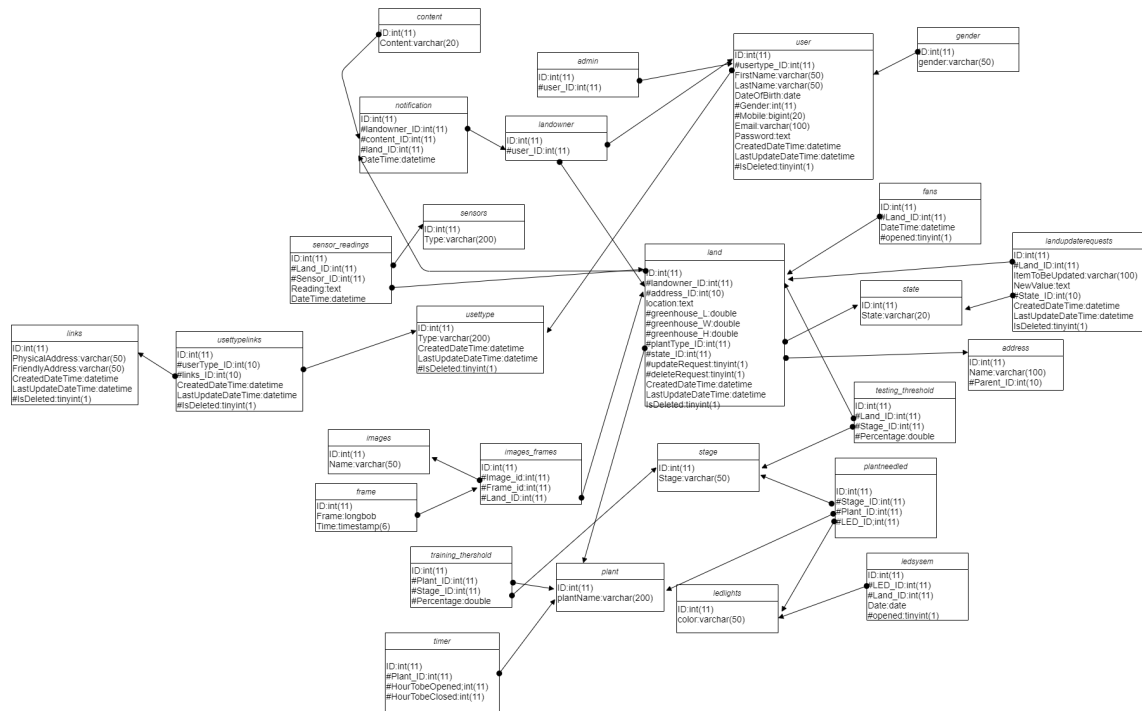 content
ID:int(11)
Content:varchar(20)
admin
ID:int(11)
#user_ID:int(11)
user
ID:int(11)
#usertype_ID:int(11)
FirstName:varchar(50)
LastName:varchar(50)
DateOfBirth:date
#Gender:int(11)
#Mobile:bigint(20)
Email:varchar(100)
Password:text
CreatedDateTime:datetime
LastUpdateDateTime:datetime
#IsDeleted:tinyint(1)
gender
ID:int(11)
gender:varchar(50)
notification
ID:int(11)
#landowner_ID:int(11)
#content_ID:int(11)
#land_ID:int(11)
DateTime:datetime
landowner
ID:int(11)
#user_ID:int(11)
sensors
ID:int(11)
Type:varchar(200)
sensor_readings
ID:int(11)
#Land_ID:int(11)
#Sensor_ID:int(11)
Reading:text
DateTime:datetime
fans
ID:int(11)
#Land_ID:int(11)
DateTime:datetime
#opened:tinyint(1)
landupdaterequests
ID:int(11)
#Land_ID:int(11)
ItemToBeUpdated:varchar(100)
NewValue:text
#State_ID:int(10)
CreatedDateTime:datetime
LastUpdateDateTime:datetime
IsDeleted:tinyint(1)
land
ID:int(11)
#landowner_ID:int(11)
#address_ID:int(10)
location:text
#greenhouse_L:double
#greenhouse_W:double
#greenhouse_H:double
#plantType_ID:int(11)
#state_ID:int(11)
#updateRequest:tinyint(1)
#deleteRequest:tinyint(1)
CreatedDateTime:datetime
LastUpdateDateTime:datetime
IsDeleted:tinyint(1)
state
ID:int(11)
State:varchar(20)
usettype
ID:int(11)
Type:varchar(200)
CreatedDateTime:datetime
LastUpdateDateTime:datetime
#IsDeleted:tinyint(1)
links
ID:int(11)
PhysicalAddress:varchar(50)
FriendlyAddress:varchar(50)
CreatedDateTime:datetime
LastUpdateDateTime:datetime
#IsDeleted:tinyint(1)
usettypelinks
ID:int(11)
#userType_ID:int(10)
#links_ID:int(10)
CreatedDateTime:datetime
LastUpdateDateTime:datetime
#IsDeleted:tinyint(1)
address
ID:int(11)
Name:varchar(100)
#Parent_ID:int(10)
testing_threshold
ID:int(11)
#Land_ID:int(11)
#Stage_ID:int(11)
#Percentage:double
images
ID:int(11)
Name:varchar(50)
images_frames
ID:int(11)
#Image_id:int(11)
#Frame_id:int(11)
#Land_ID:int(11)
stage
ID:int(11)
Stage:varchar(50)
plantneedled
ID:int(11)
#Stage_ID:int(11)
#Plant_ID:int(11)
#LED_ID;int(11)
frame
ID:int(11)
Frame:longbob
Time:timestamp(6)
training_thershold
ID:int(11)
#Plant_ID:int(11)
#Stage_ID:int(11)
#Percentage:double
plant
ID:int(11)
plantName:varchar(200)
ledlights
ID:int(11)
color:varchar(50)
ledsysem
ID:int(11)
#LED_ID:int(11)
#Land_ID:int(11)
Date:date
#opened:tinyint(1)
timer
ID:int(11)
#Plant_ID:int(11)
#HourTobeOpened;int(11)
#HourTobeClosed:int(11)